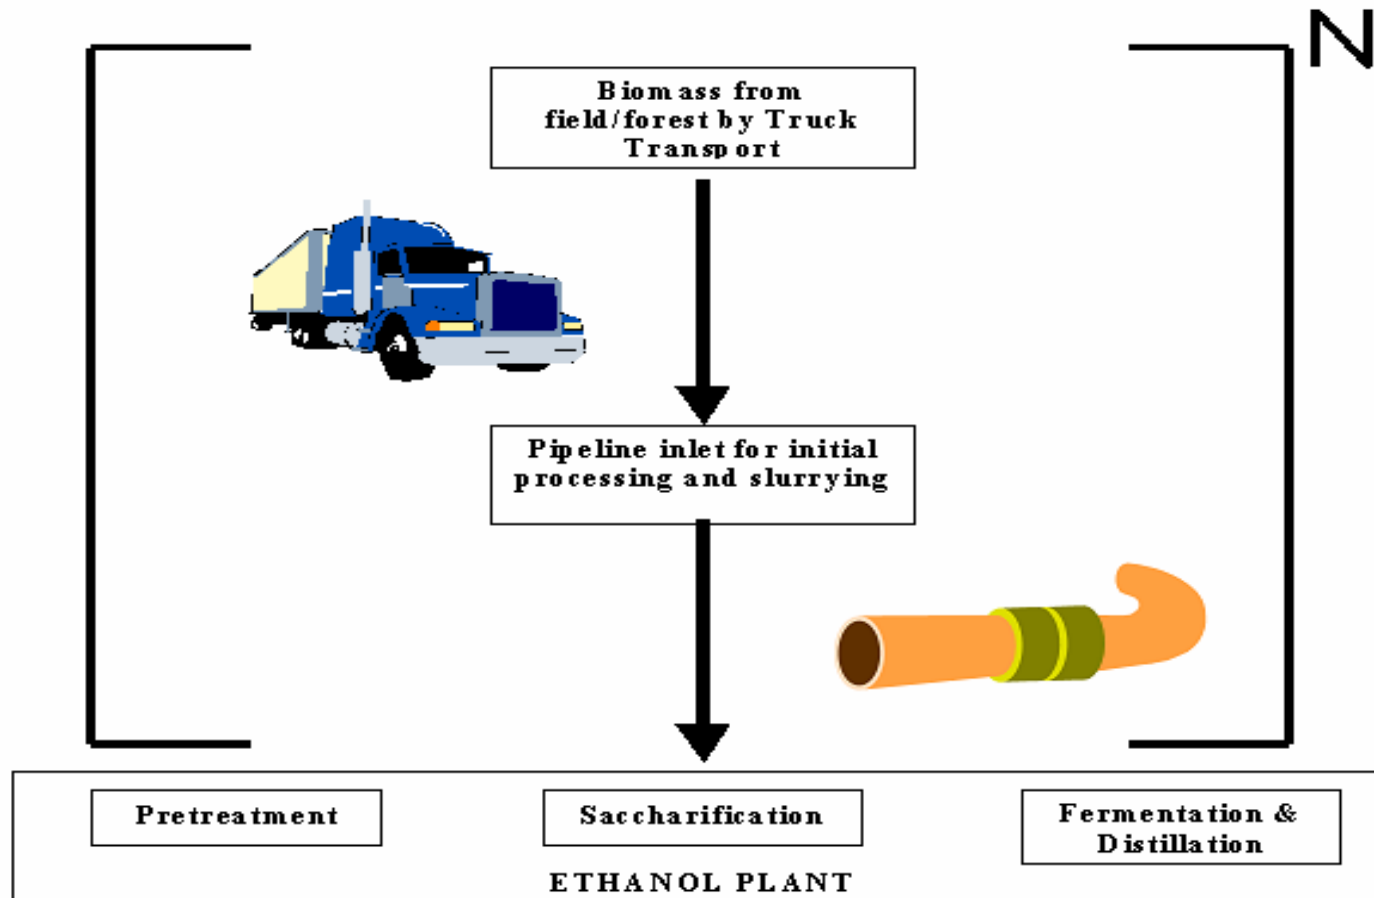 N
Biomass from
field/forest by Truck
Transport
Pipeline inlet for initial
processing and slurrying
Pretreatment
Saccharification
Fermentation &
Distillation
ETHANOL PLANT